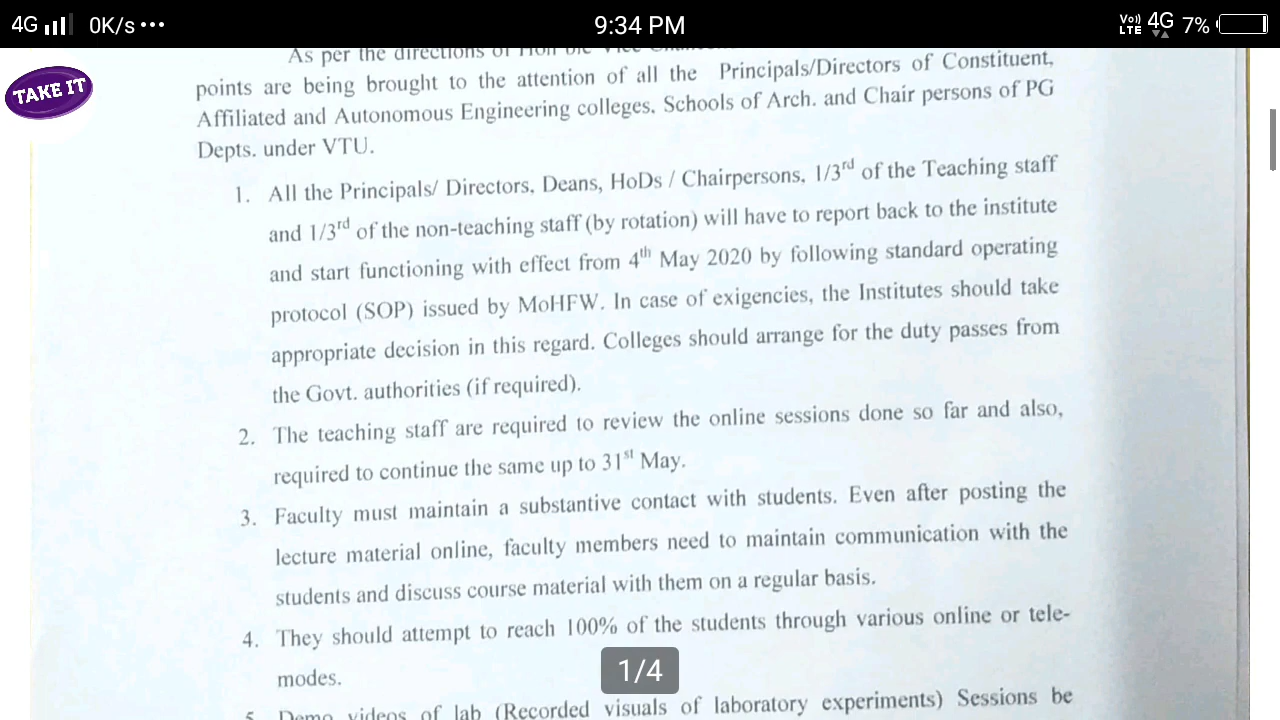 4G 0K/s ••• 9:34 PM Vo)) LTE 4G 7%
As per the directions of Hon'ble Vice
TAKE IT
points are being brought to the attention of all the Principals/Directors of Constituent,
Affiliated and Autonomous Engineering colleges. Schools of Arch. and Chair persons of PG
Depts. under VTU.
1. All the Principals/ Directors, Deans, HoDs / Chairpersons, 1/3rd of the Teaching staff
and 1/3rd of the non-teaching staff (by rotation) will have to report back to the institute
and start functioning with effect from 4th May 2020 by following standard operating
protocol (SOP) issued by MoHFW. In case of exigencies, the Institutes should take
appropriate decision in this regard. Colleges should arrange for the duty passes from
the Govt. authorities (if required).
2. The teaching staff are required to review the online sessions done so far and also,
required to continue the same up to 31st May.
3. Faculty must maintain a substantive contact with students. Even after posting the
lecture material online, faculty members need to maintain communication with the
students and discuss course material with them on a regular basis.
4. They should attempt to reach 100% of the students through various online or tele-
modes.
1/4
5. Demo videos of lab (Recorded visuals of laboratory experiments) Sessions be